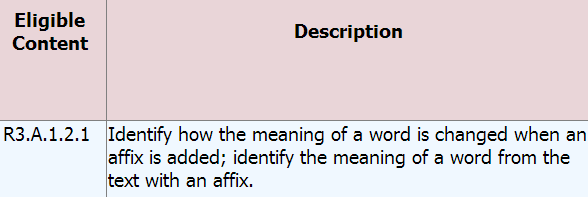 Eligible
Content
Description
R3.A.1.2.1
Identify how the meaning of a word is changed when an
affix is added; identify the meaning of a word from the
text with an affix.